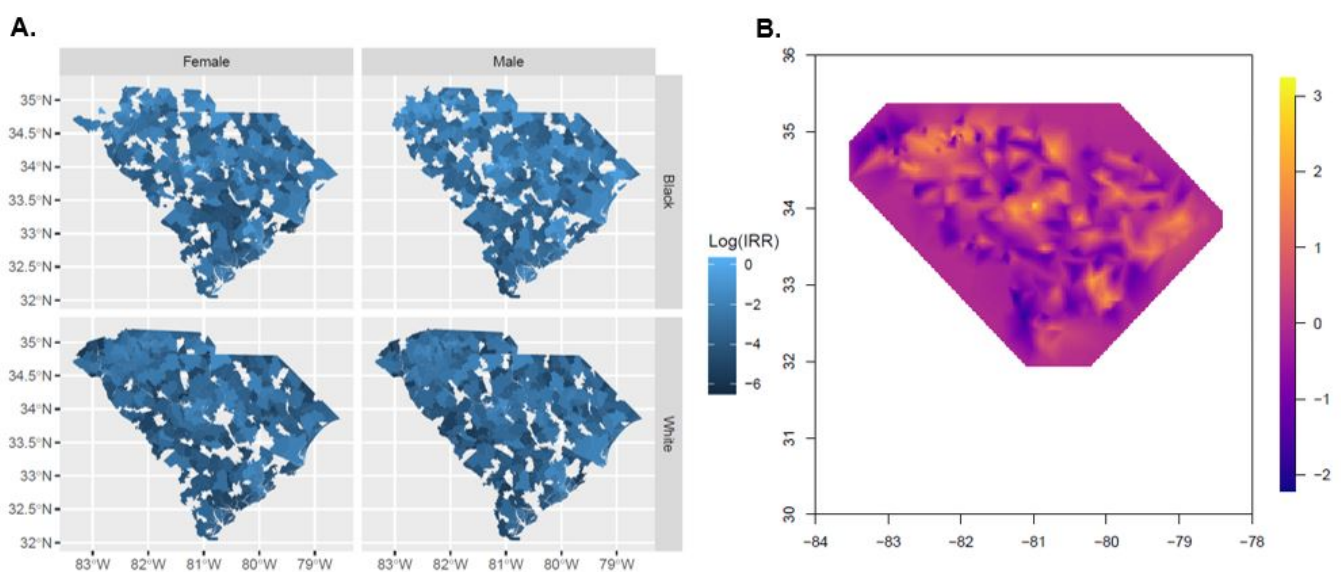 A.
B.
Female
Male
35°N
34.5°N
34°N
33.5°N
33°N
32.5°N
32°N
Black
35°N
34.5°N
34°N
33.5°N
33°N
32.5°N
32°N
White
83°W 82°W 81°W 80°W 79°W
83°W 82°W 81°W 80°W 79°W
Log(IRR)
0
−2
−4
−6
36
35
34
33
32
31
30
−84 −83 −82 −81 −80 −79 −78
3
2
1
0
−1
−2